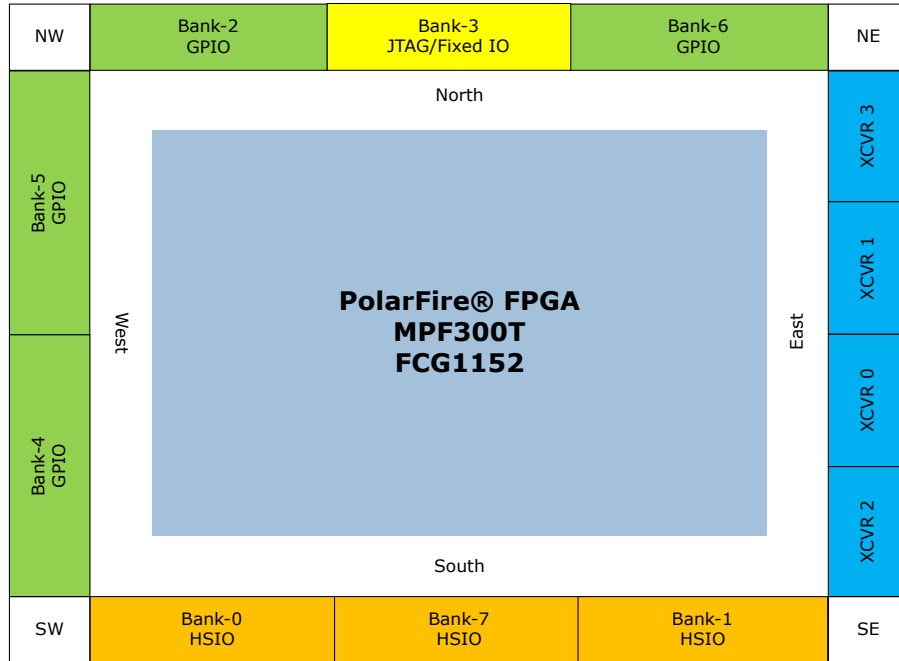 NW
Bank-2
GPIO
Bank-3
JTAG/Fixed IO
Bank-6
GPIO
NE
North
Bank-5
GPIO
XCVR 3
XCVR 1
PolarFire® FPGA
MPF300T
FCG1152
West
East
Bank-4
GPIO
XCVR 0
XCVR 2
South
SW
Bank-0
HSIO
Bank-7
HSIO
Bank-1
HSIO
SE